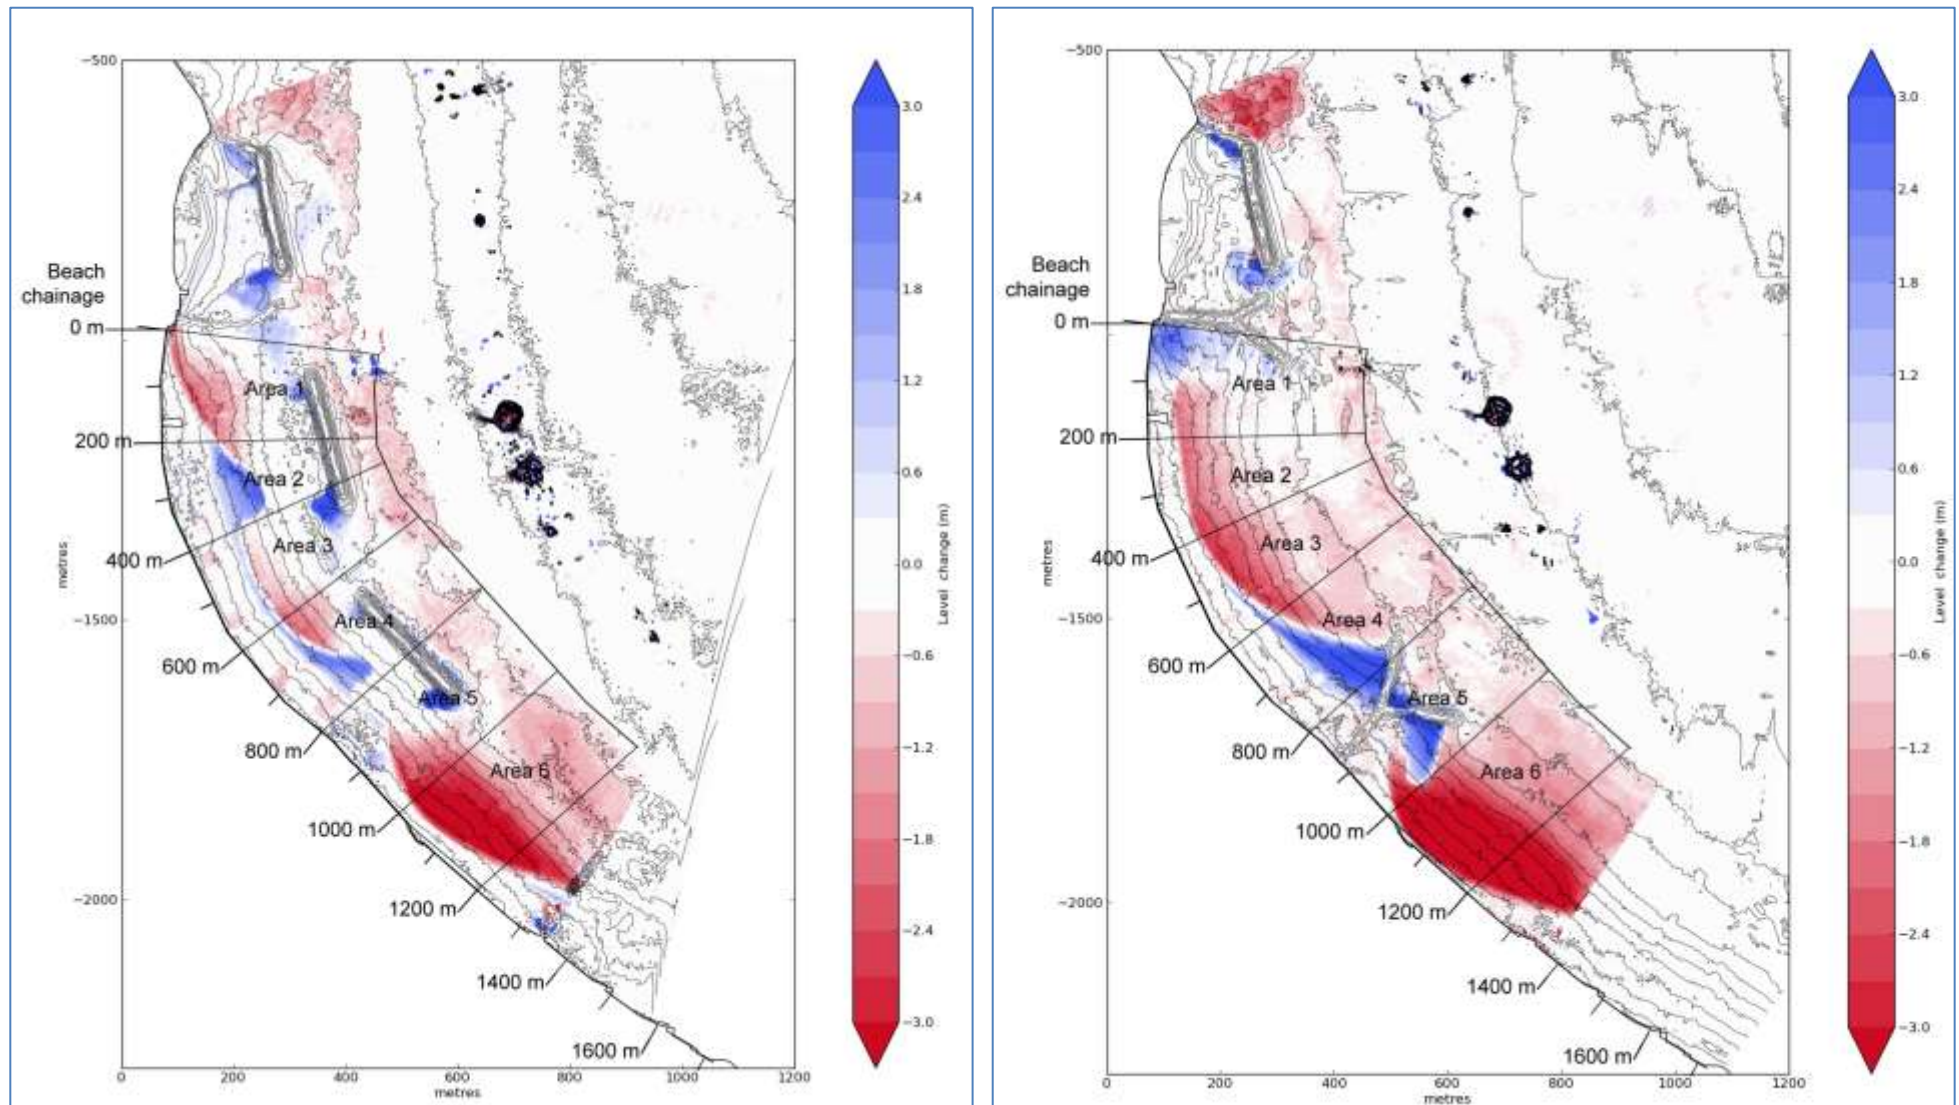 −500
3.0
2.4
Beach
chainage
1.8
0 m
Area 1
1.2
200 m
Area 2
0.6
Area 3
400 m
0.0
metres
Level change (m)
−1500
Area 4
600 m
−0.6
Area 5
800 m
−1.2
Area 6
1000 m
−1.8
1200 m
−2000
−2.4
1400 m
−3.0
1600 m
0 200 400 600 800 1000 1200
metres
−500
3.0
2.4
Beach
chainage
1.8
0 m
Area 1
1.2
200 m
Area 2
0.6
Area 3
400 m
0.0
metres
Level change (m)
−1500
Area 4
600 m
−0.6
Area 5
800 m
−1.2
Area 6
1000 m
−1.8
1200 m
−2000
−2.4
1400 m
−3.0
1600 m
0 200 400 600 800 1000 1200
metres